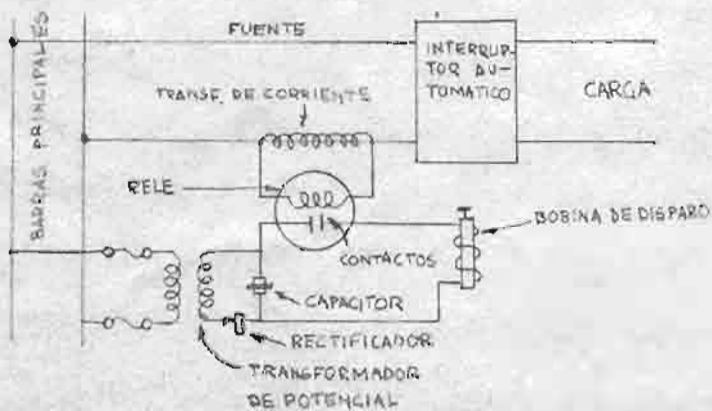 FUENTE
INTERRUP-
TOR AU-
TOMATICO
CARGA
BARRAS PRINCIPALES
TRANSF. DE CORRIENTE
RELE
BOBINA DE DISPARO
CONTACTOS
CAPACITOR
RECTIFICADOR
TRANSFORMADOR
DE POTENCIAL